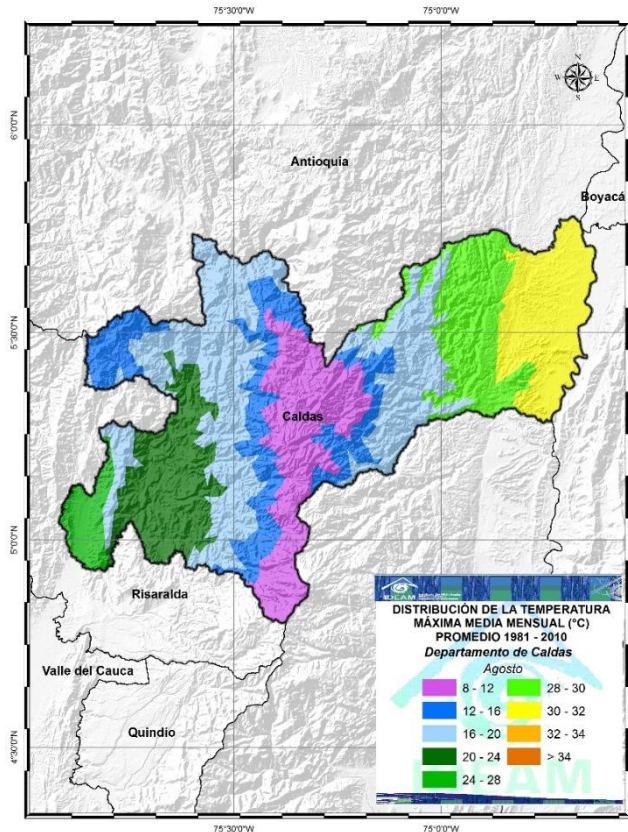 75°30'0"W 75°0'0"W
N
W E
S
6°0'0"N
Antioquia
Boyacá
5°30'0"N
Caldas
5°0'0"N
Risaralda
Valle del Cauca
Quindio
4°30'0"N
75°30'0"W 75°0'0"W
IDEAM
DISTRIBUCIÓN DE LA TEMPERATURA
MÁXIMA MEDIA MENSUAL (°C)
PROMEDIO 1981 - 2010
Departamento de Caldas
Agosto
8 - 12 28 - 30
12 - 16 30 - 32
16 - 20 32 - 34
20 - 24 > 34
24 - 28
IDEAM